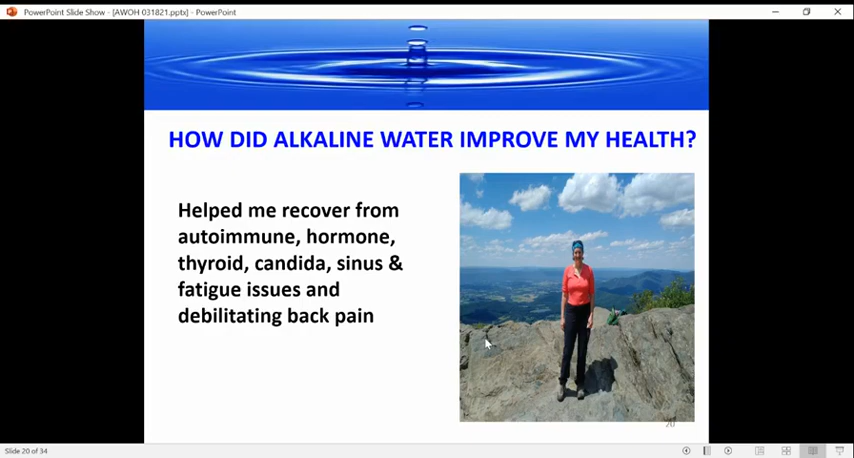 PowerPoint Slide Show - [AWOH 031821.pptx] - PowerPoint
HOW DID ALKALINE WATER IMPROVE MY HEALTH?
Helped me recover from
autoimmune, hormone,
thyroid, candida, sinus &
fatigue issues and
debilitating back pain
20
Slide 20 of 34